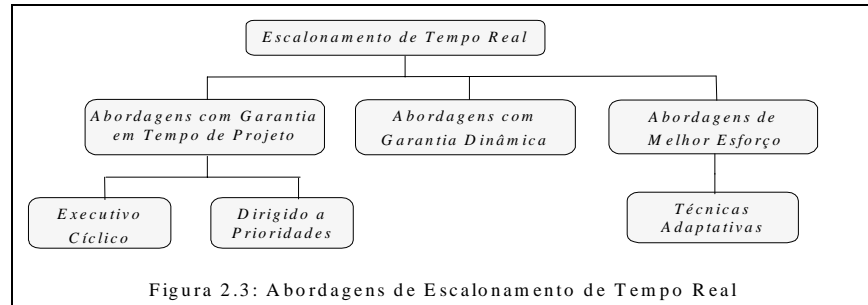 Escalonamento de Tempo Real
Abordagens com Garantia
em Tempo de Projeto
Abordagens com
Garantia Dinâmica
Abordagens de
Melhor Esforço
Executivo
Cíclico
Dirigido a
Prioridades
Técnicas
Adaptativas
Figura 2.3: Abordagens de Escalonamento de Tempo Real